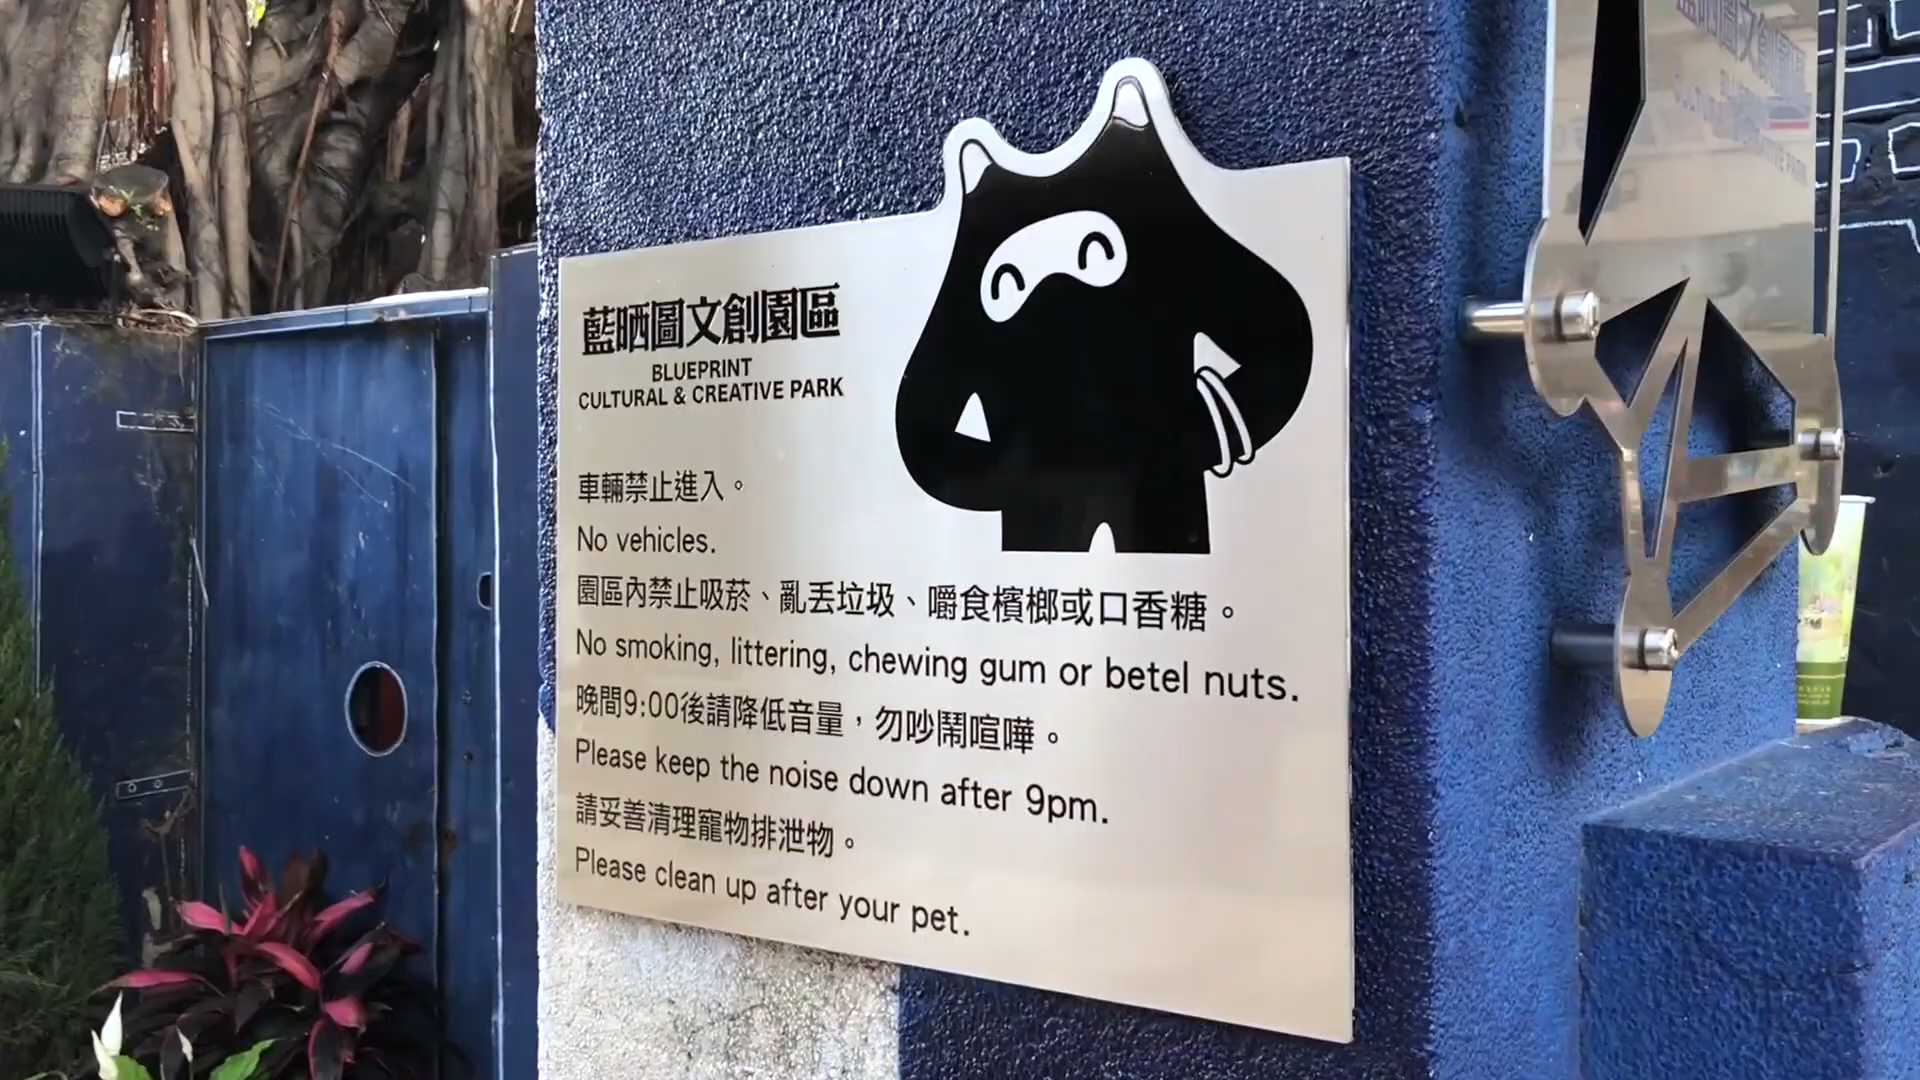 藍晒圖文創園區
BLUEPRINT
CULTURAL & CREATIVE PARK
車輛禁止進入。
No vehicles.
園區內禁止吸菸、亂丟垃圾、嚼食檳榔或口香糖。
No smoking, littering, chewing gum or betel nuts.
晚間9:00後請降低音量，勿吵鬧喧嘩。
Please keep the noise down after 9pm.
請妥善清理寵物排泄物。
Please clean up after your pet.